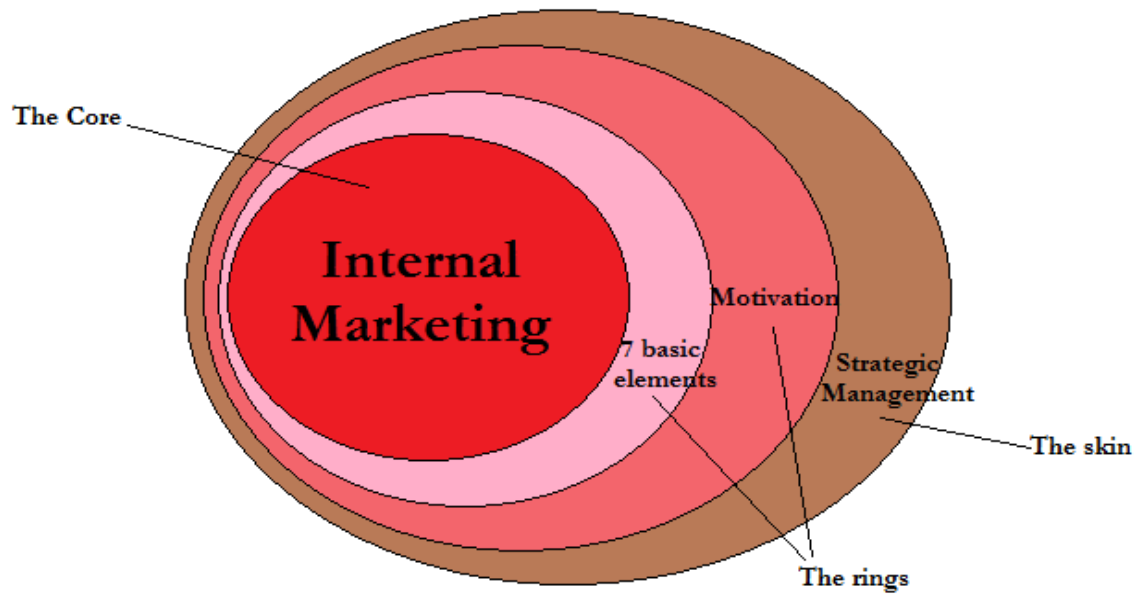 The Core
Internal
Marketing
Motivation
7 basic
elements
Strategic
Management
The skin
The rings